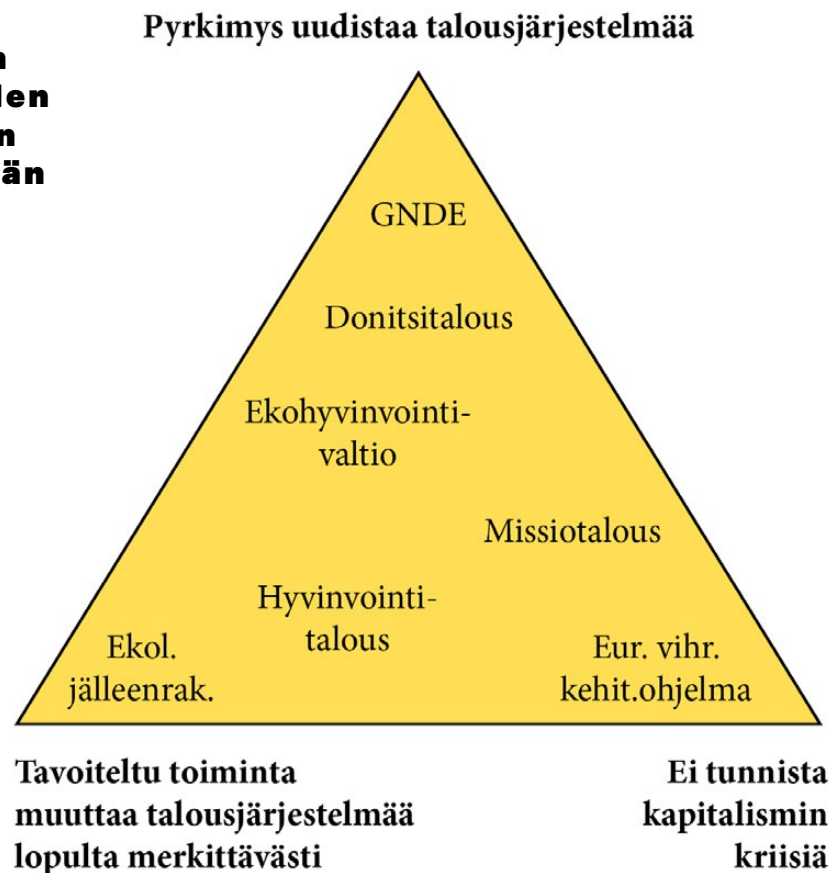 Pyrkimys uudistaa talousjärjestelmää
GNDE
Donitsitalous
Ekohyvinvointi-
valtio
Missiotalous
Hyvinvointi-
talous
Ekol.
jälleenrak.
Eur. vihr.
kehit.ohjelma
Tavoiteltu toiminta
muuttaa talousjärjestelmää
lopulta merkittävästi
Ei tunnista
kapitalismin
kriisiä